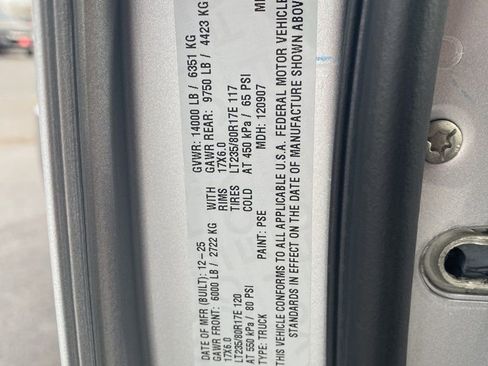 DATE OF MFR (BUILT): 12-25 GVWR: 14000 LB / 6351 KG
GAWR FRONT: 6000 LB / 2722 KG WITH GAWR REAR: 9750 LB / 4423 KG
17X6.0 RIMS 17X6.0
LT235/80R17E 120 TIRES LT235/80R17E 117
AT 550 kPa / 80 PSI COLD AT 450 kPa / 65 PSI
TYPE: TRUCK PAINT: PSE MDH: 120907
THIS VEHICLE CONFORMS TO ALL APPLICABLE U.S.A. FEDERAL MOTOR VEHICLE
STANDARDS IN EFFECT ON THE DATE OF MANUFACTURE SHOWN ABOV